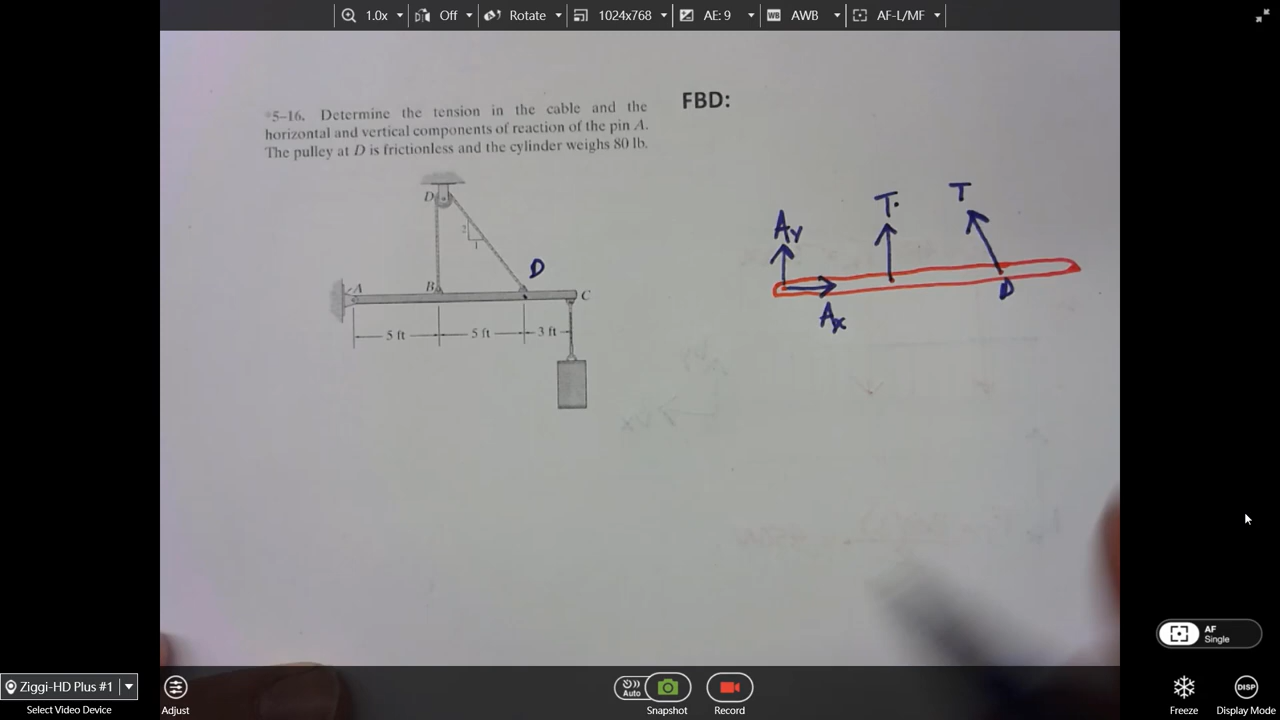 1.0x
Off
Rotate
1024x768
AE: 9
AWB
AF-L/MF
*5–16. Determine the tension in the cable and the
horizontal and vertical components of reaction of the pin A.
The pulley at D is frictionless and the cylinder weighs 80 lb.
FBD:
D
2
1
D
A
B
C
5 ft
5 ft
3 ft
Ay
T
T
Ax
D
AF
Single
Ziggi-HD Plus #1
Select Video Device
Adjust
Auto
Snapshot
Record
Freeze
DISP
Display Mode